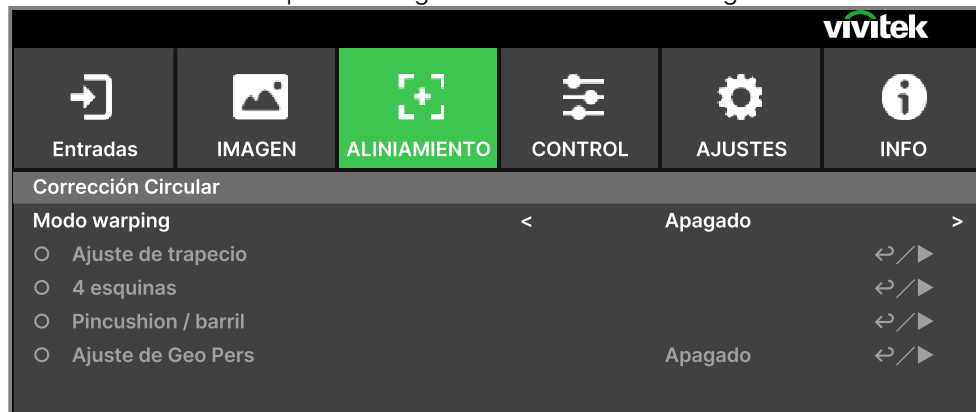 vivitek
Entradas IMAGEN ALINIAMIENTO CONTROL AJUSTES INFO
Corrección Circular
Modo warping < Apagado >
Ajuste de trapecio
4 esquinas
Pincushion / barril
Ajuste de Geo Pers Apagado